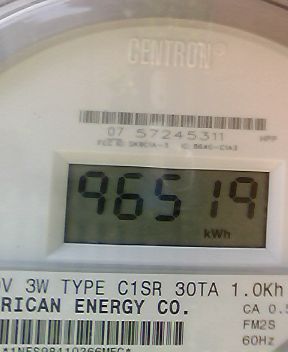 CENTRON®
07 57245311
96519
kWh
V 3W TYPE C1SR 30TA 1.0Kh
RICAN ENERGY CO.
CA 0.5
FM2S
60Hz